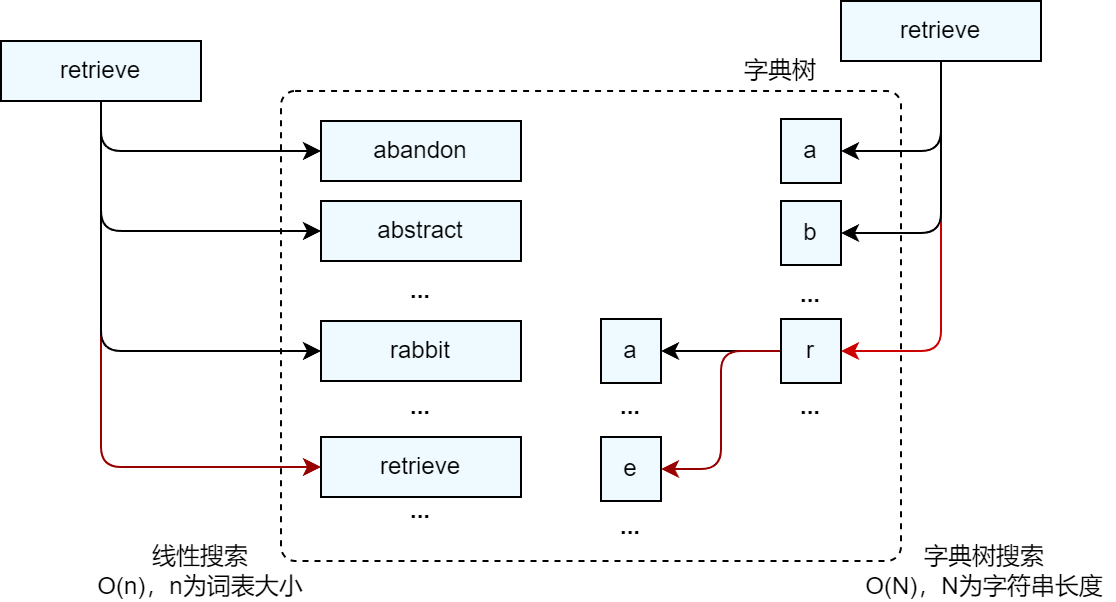 retrieve
retrieve
字典树
abandon
a
abstract
b
...
...
rabbit
a
r
...
...
...
retrieve
e
...
...
线性搜索
O(n)，n为词表大小
字典树搜索
O(N)，N为字符串长度